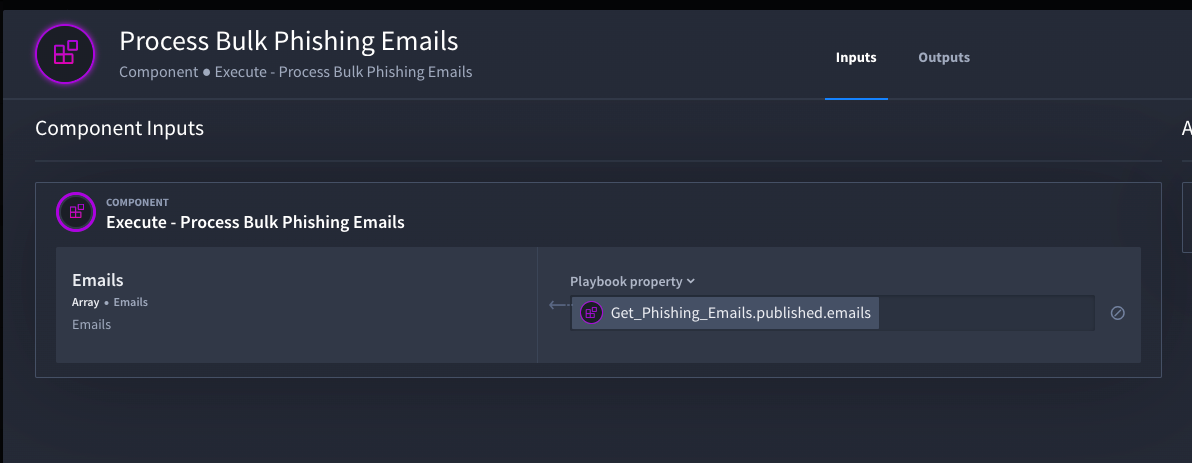 Process Bulk Phishing Emails
Component ● Execute - Process Bulk Phishing Emails
Inputs
Outputs
Component Inputs
A
COMPONENT
Execute - Process Bulk Phishing Emails
Emails
Array • Emails
Emails
Playbook property
Get_Phishing_Emails.published.emails